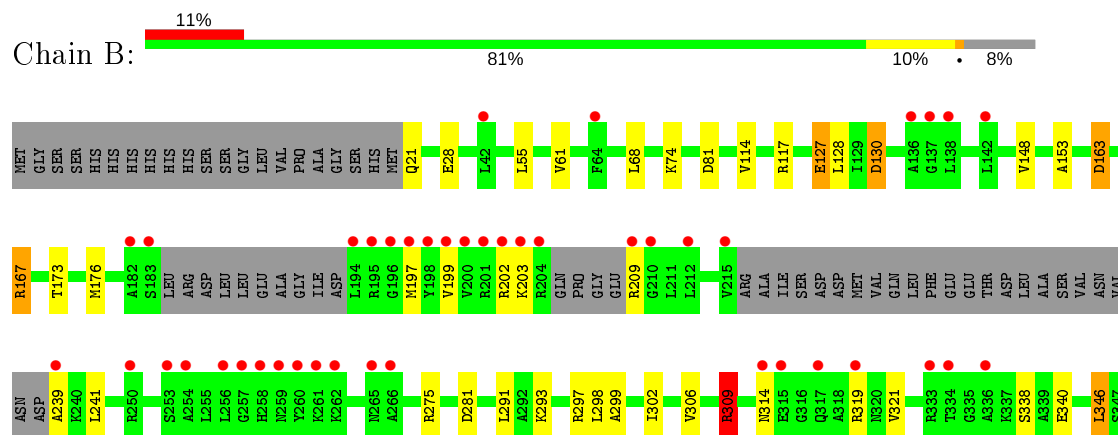 11%
Chain B:
81% 10% • 8%
MET GLY SER SER HIS HIS HIS HIS HIS HIS SER SER GLY LEU VAL PRO ALA GLY SER HIS MET Q21 E28 L42 L55 V61 F64 L68 K74 D81 V114 R117 E127 L128 I129 D130 A136 G137 L138 L142 V148 A153 D163
R167 T173 M176 A182 S183 LEU ARG ASP LEU LEU GLU ALA GLY ILE ASP L194 R195 G196 M197 Y198 V199 V200 R201 R202 K203 R204 GLN PRO GLY GLU R209 G210 L211 L212 V215 ARG ALA ILE SER ASP ASP MET VAL GLN LEU PHE GLU GLU THR ASP LEU ALA SER VAL ASN VAL
ASN ASP A239 K240 L241 R250 S253 A254 L255 L256 G257 H258 N259 Y260 K261 K262 N265 A266 R275 D281 L291 A292 K293 R297 L298 A299 I302 V306 R309 N314 E315 G316 Q317 A318 R319 N320 V321 R333 T334 G335 A336 K337 S338 A339 E340 L346